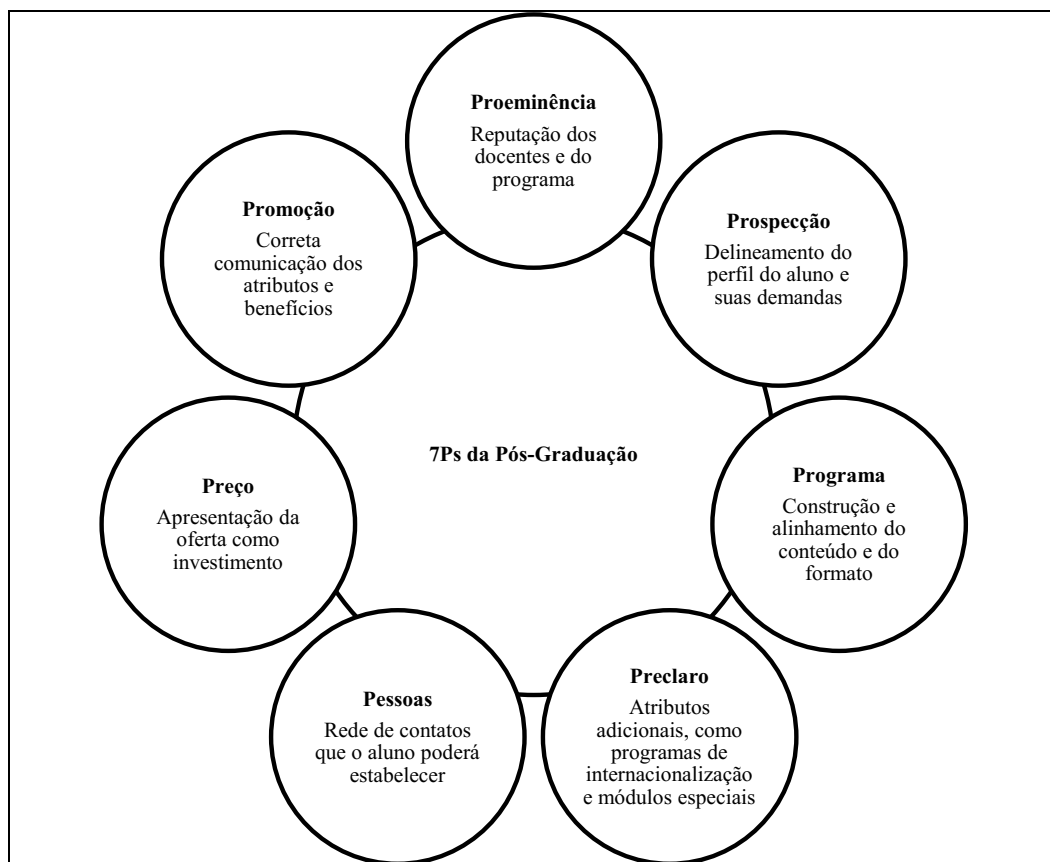 Proeminência
Reputação dos
docentes e do
programa
Prospecção
Delineamento do
perfil do aluno e
suas demandas
Programa
Construção e
alinhamento do
conteúdo e do
formato
Preclaro
Atributos
adicionais, como
programas de
internacionalização
e módulos especiais
Pessoas
Rede de contatos
que o aluno poderá
estabelecer
Preço
Apresentação da
oferta como
investimento
Promoção
Correta
comunicação dos
atributos e
benefícios
7Ps da Pós-Graduação